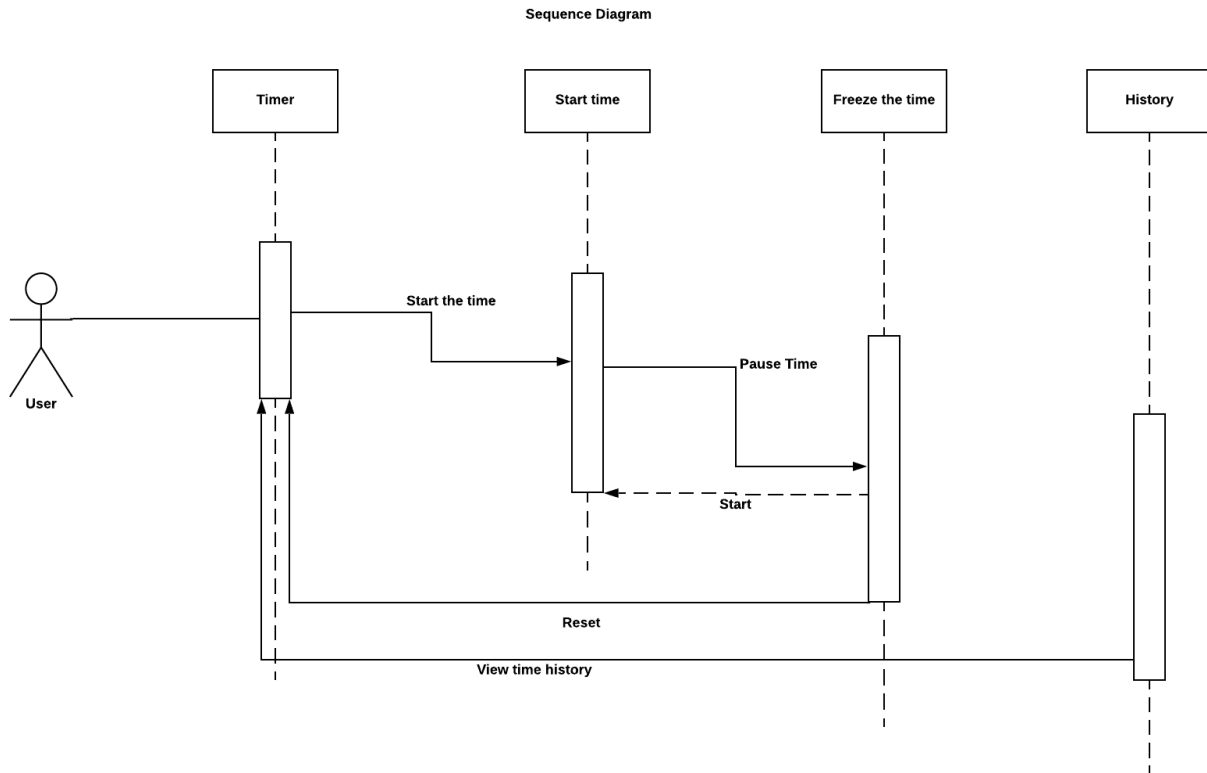 Sequence Diagram
Timer
Start time
Freeze the time
History
Start the time
Pause Time
User
Start
Reset
View time history